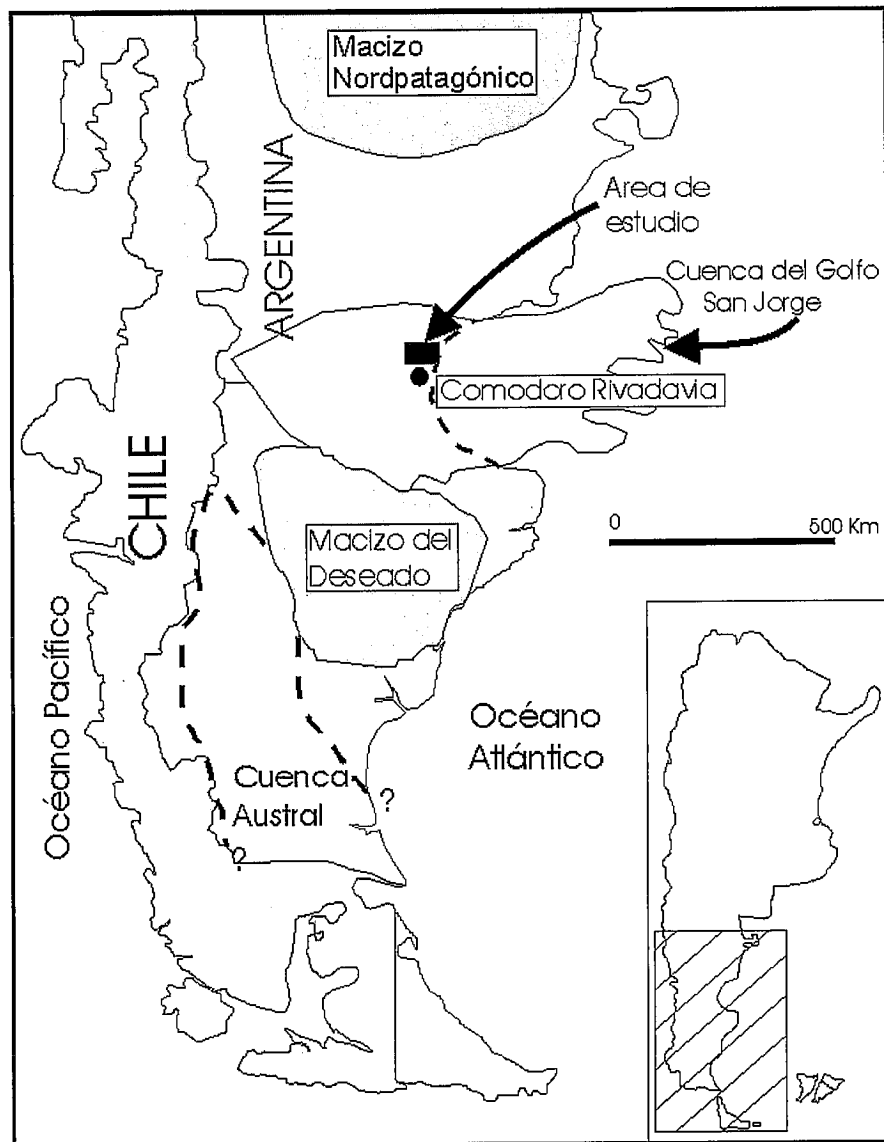 Macizo
Nordpatagónico
ARGENTINA
Area de
estudio
Cuenca del Golfo
San Jorge
Comodoro Rivadavia
CHILE
0 500 Km
Macizo del
Deseado
Océano Pacífico
Océano
Atlántico
Cuenca
Austral
?
?